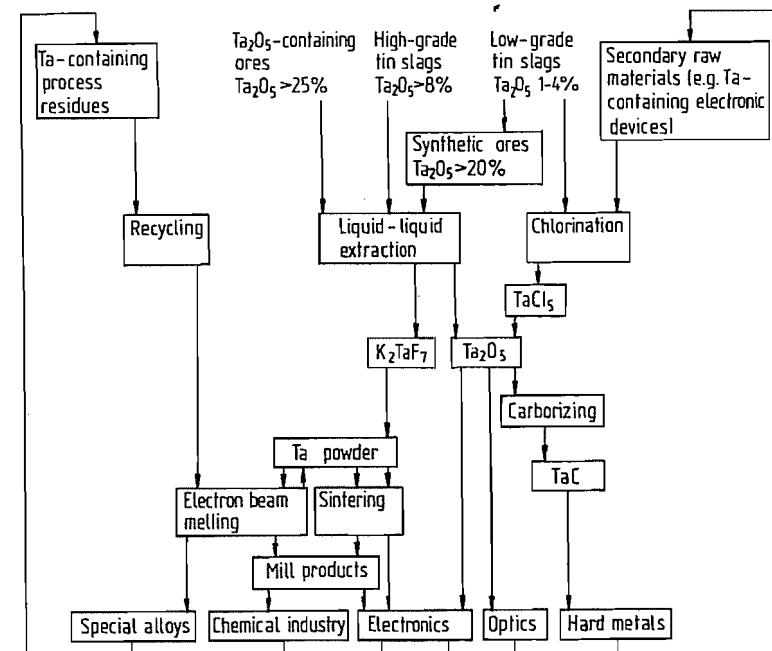 Ta-containing
process
residues
Ta₂O₅-containing
ores
Ta₂O₅>25%
High-grade
tin slags
Ta₂O₅>8%
Low-grade
tin slags
Ta₂O₅ 1-4%
Secondary raw
materials (e.g. Ta-
containing electronic
devices)
Synthetic ores
Ta₂O₅>20%
Recycling
Liquid-liquid
extraction
Chlorination
TaCl₅
K₂TaF₇
Ta₂O₅
Carborizing
Ta powder
TaC
Electron beam
melling
Sintering
Mill products
Special alloys
Chemical industry
Electronics
Optics
Hard metals